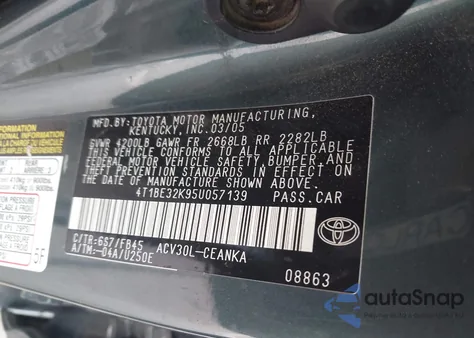 MFD. BY: TOYOTA MOTOR MANUFACTURING,
KENTUCKY, INC. 03/05
GVWR 4200LB GAWR FR 2668LB RR 2282LB
THIS VEHICLE CONFORMS TO ALL APPLICABLE
FEDERAL MOTOR VEHICLE SAFETY, BUMPER, AND
THEFT PREVENTION STANDARDS IN EFFECT ON
THE DATE OF MANUFACTURE SHOWN ABOVE.
4T1BE32K95U057139 PASS.CAR
C/TR:6S7/FB45 ACV30L-CEANKA
A/TM:-04A/U250E
08863
TOYOTA
INFORMATION
autoSnap